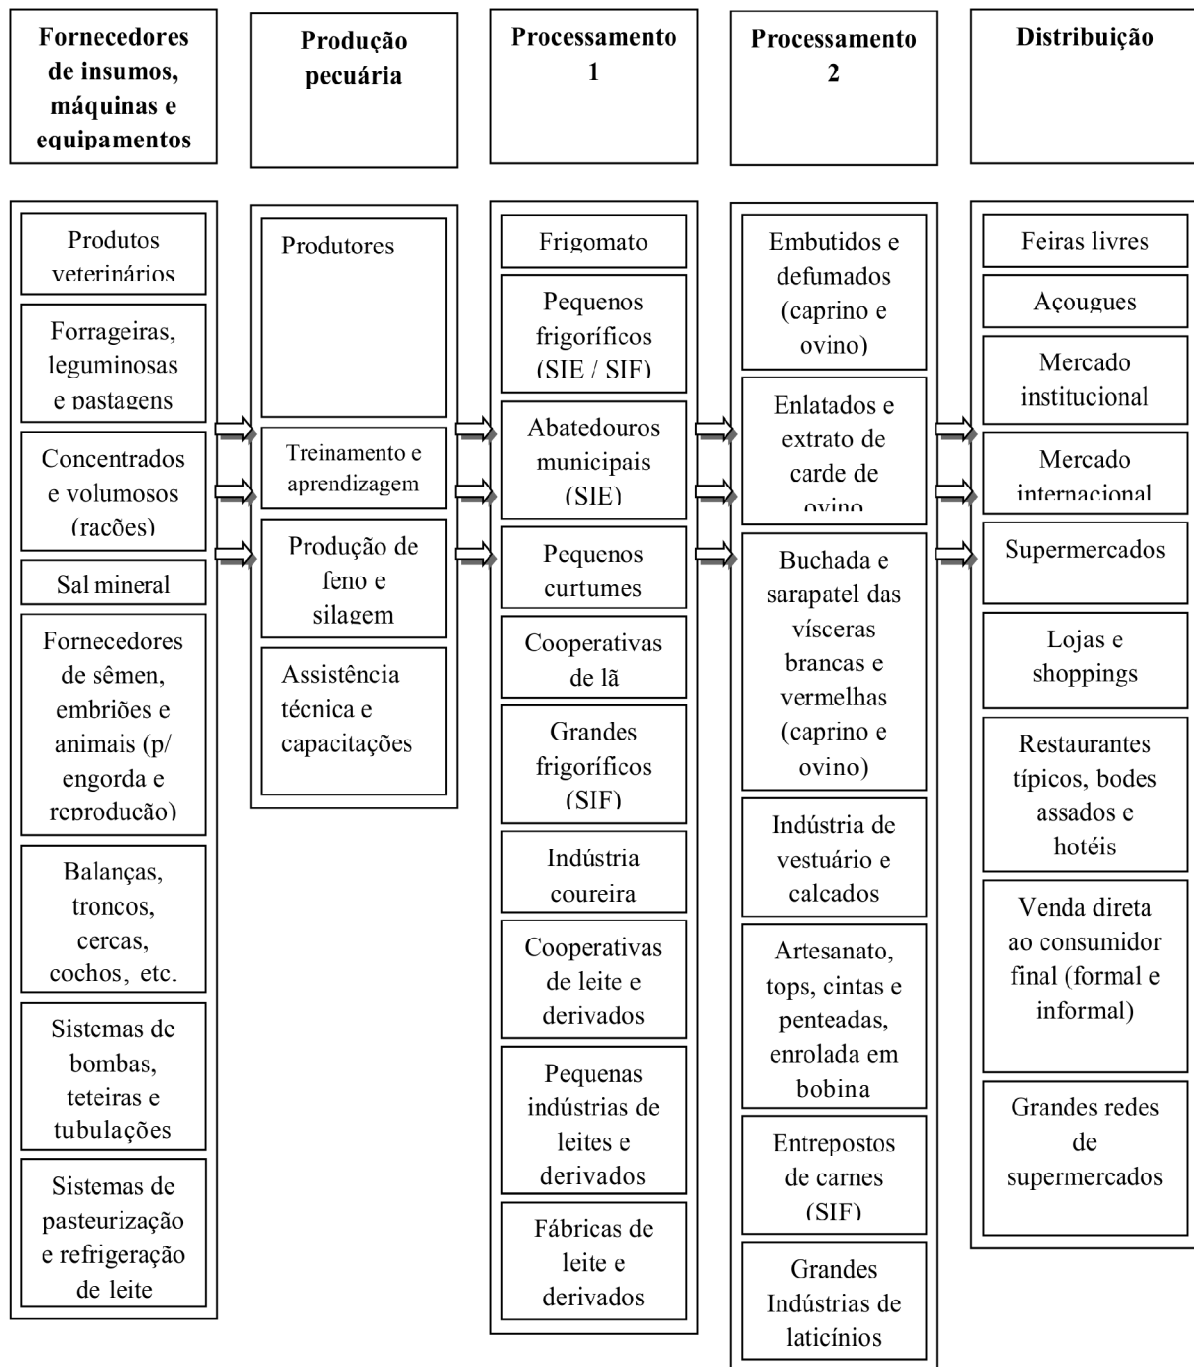 Fornecedores
de insumos,
máquinas e
equipamentos
Produção
pecuária
Processamento
1
Processamento
2
Distribuição
Produtos
veterinários
Forrageiras,
leguminosas
e pastagens
Concentrados
e volumosos
(racões)
Sal mineral
Fornecedores
de sêmen,
embriões e
animais (p/
engorda e
reprodução)
Balanças,
troncos,
cercas,
cochos, etc.
Sistemas de
bombas,
teteiras e
tubulações
Sistemas de
pasteurização
e refrigeração
de leite
Produtores
Treinamento e
aprendizagem
Produção de
feno e
silagem
Assistência
técnica e
capacitações
Frigomato
Pequenos
frigoríficos
(SIE / SIF)
Abatedouros
municipais
(SIE)
Pequenos
curtumes
Cooperativas
de lã
Grandes
frigoríficos
(SIF)
Indústria
coureira
Cooperativas
de leite e
derivados
Pequenas
indústrias de
leites e
derivados
Fábricas de
leite e
derivados
Embutidos e
defumados
(caprino e
ovino)
Enlatados e
extrato de
carde de
ovino
Buchada e
sarapatel das
vísceras
brancas e
vermelhas
(caprino e
ovino)
Indústria de
vestuário e
calcados
Artesanato,
tops, cintas e
penteadas,
enrolada em
bobina
Entrepostos
de carnes
(SIF)
Grandes
Indústrias de
laticínios
Feiras livres
Açougues
Mercado
institucional
Mercado
internacional
Supermercados
Lojas e
shoppings
Restaurantes
típicos, bodes
assados e
hotéis
Venda direta
ao consumidor
final (formal e
informal)
Grandes redes
de
supermercados